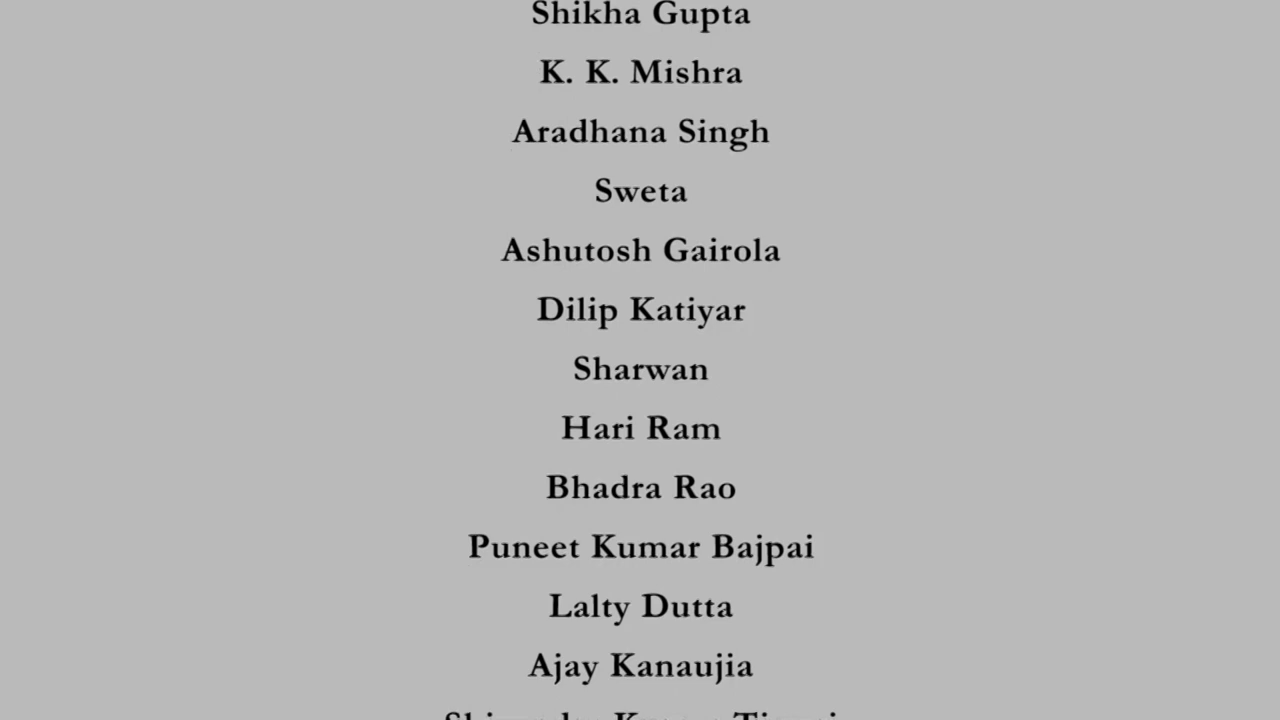 Shikha Gupta
K. K. Mishra
Aradhana Singh
Sweta
Ashutosh Gairola
Dilip Katiyar
Sharwan
Hari Ram
Bhadra Rao
Puneet Kumar Bajpai
Lalty Dutta
Ajay Kanaujia